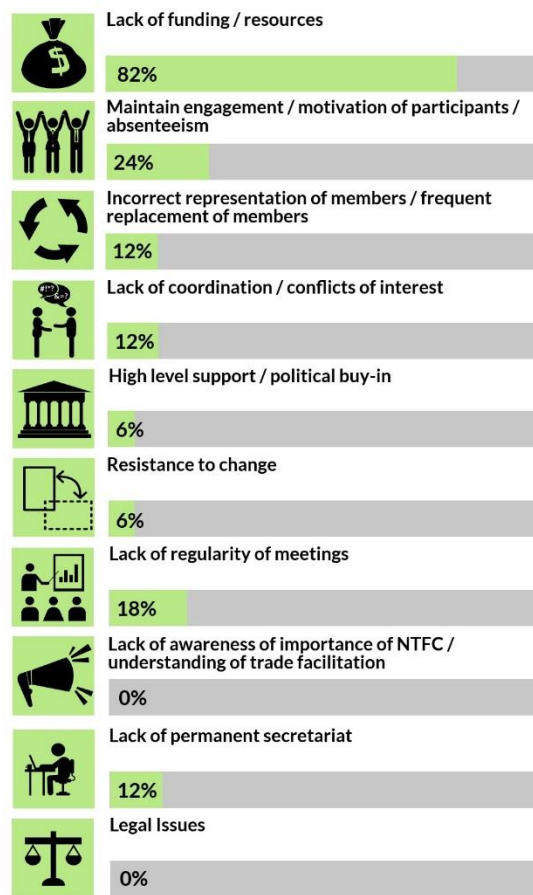 Lack of funding / resources
$
82%
Maintain engagement / motivation of participants /
absenteeism
24%
Incorrect representation of members / frequent
replacement of members
12%
#!*?
&=?
Lack of coordination / conflicts of interest
12%
High level support / political buy-in
6%
Resistance to change
6%
Lack of regularity of meetings
18%
Lack of awareness of importance of NTFC /
understanding of trade facilitation
0%
Lack of permanent secretariat
12%
Legal Issues
0%